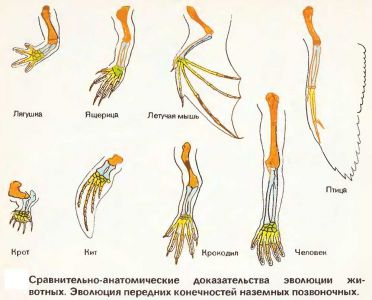 Лягушка
Ящерица
Летучая мышь
Птица
Крот
Кит
Крокодил
Человек
Сравнительно-анатомические доказательства эволюции жи-
вотных. Эволюция передних конечностей наземных позвоночных.